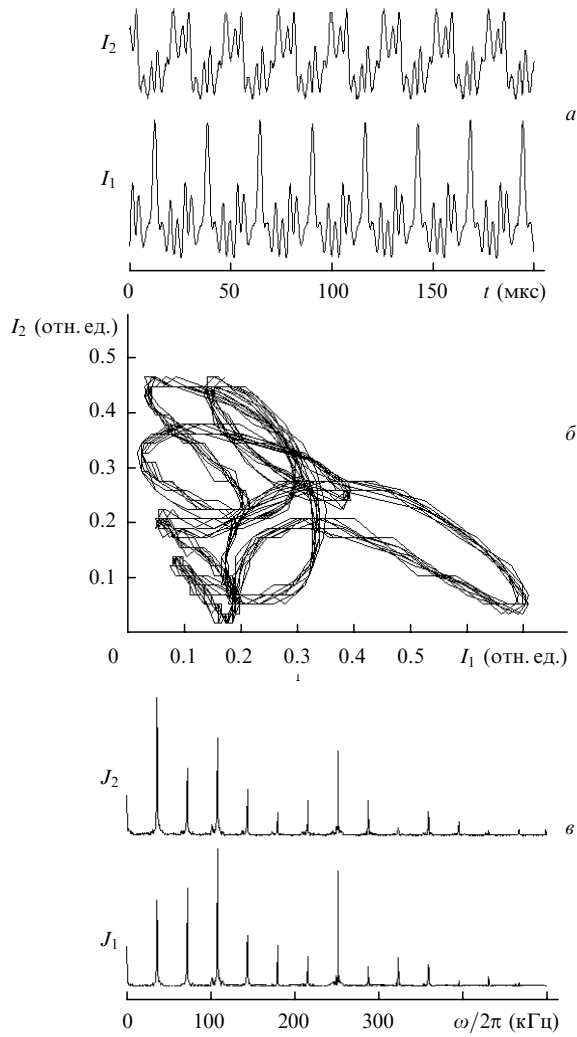 I₂
а
I₁
0 50 100 150 t (мкс)
I₂ (отн. ед.)
0.5
0.4
б
0.3
0.2
0.1
0 0.1 0.2 0.3 0.4 0.5 I₁ (отн. ед.)
J₂
в
J₁
0 100 200 300 ω/2π (кГц)